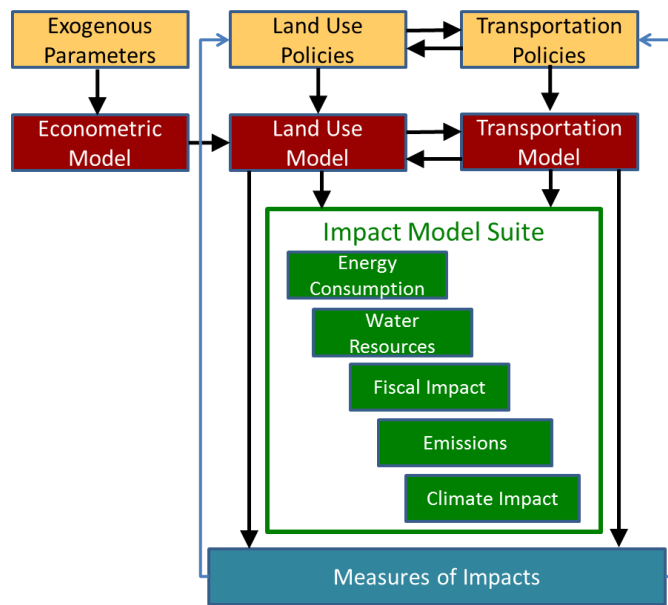 Exogenous
Parameters
Land Use
Policies
Transportation
Policies
Econometric
Model
Land Use
Model
Transportation
Model
Impact Model Suite
Energy
Consumption
Water
Resources
Fiscal Impact
Emissions
Climate Impact
Measures of Impacts